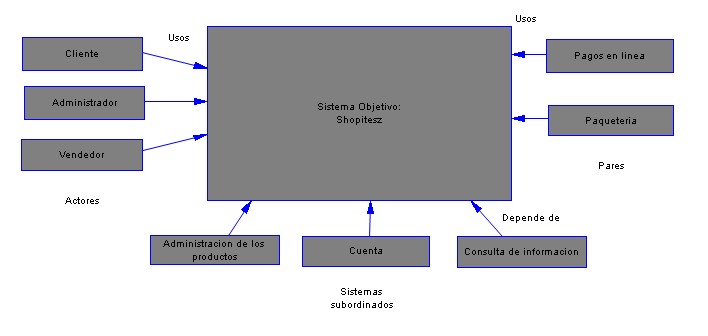 Usos
Usos
Cliente
Pagos en linea
Administrador
Sistema Objetivo:
Shopitesz
Paqueteria
Vendedor
Pares
Actores
Depende de
Administracion de los
productos
Cuenta
Consulta de informacion
Sistemas
subordinados